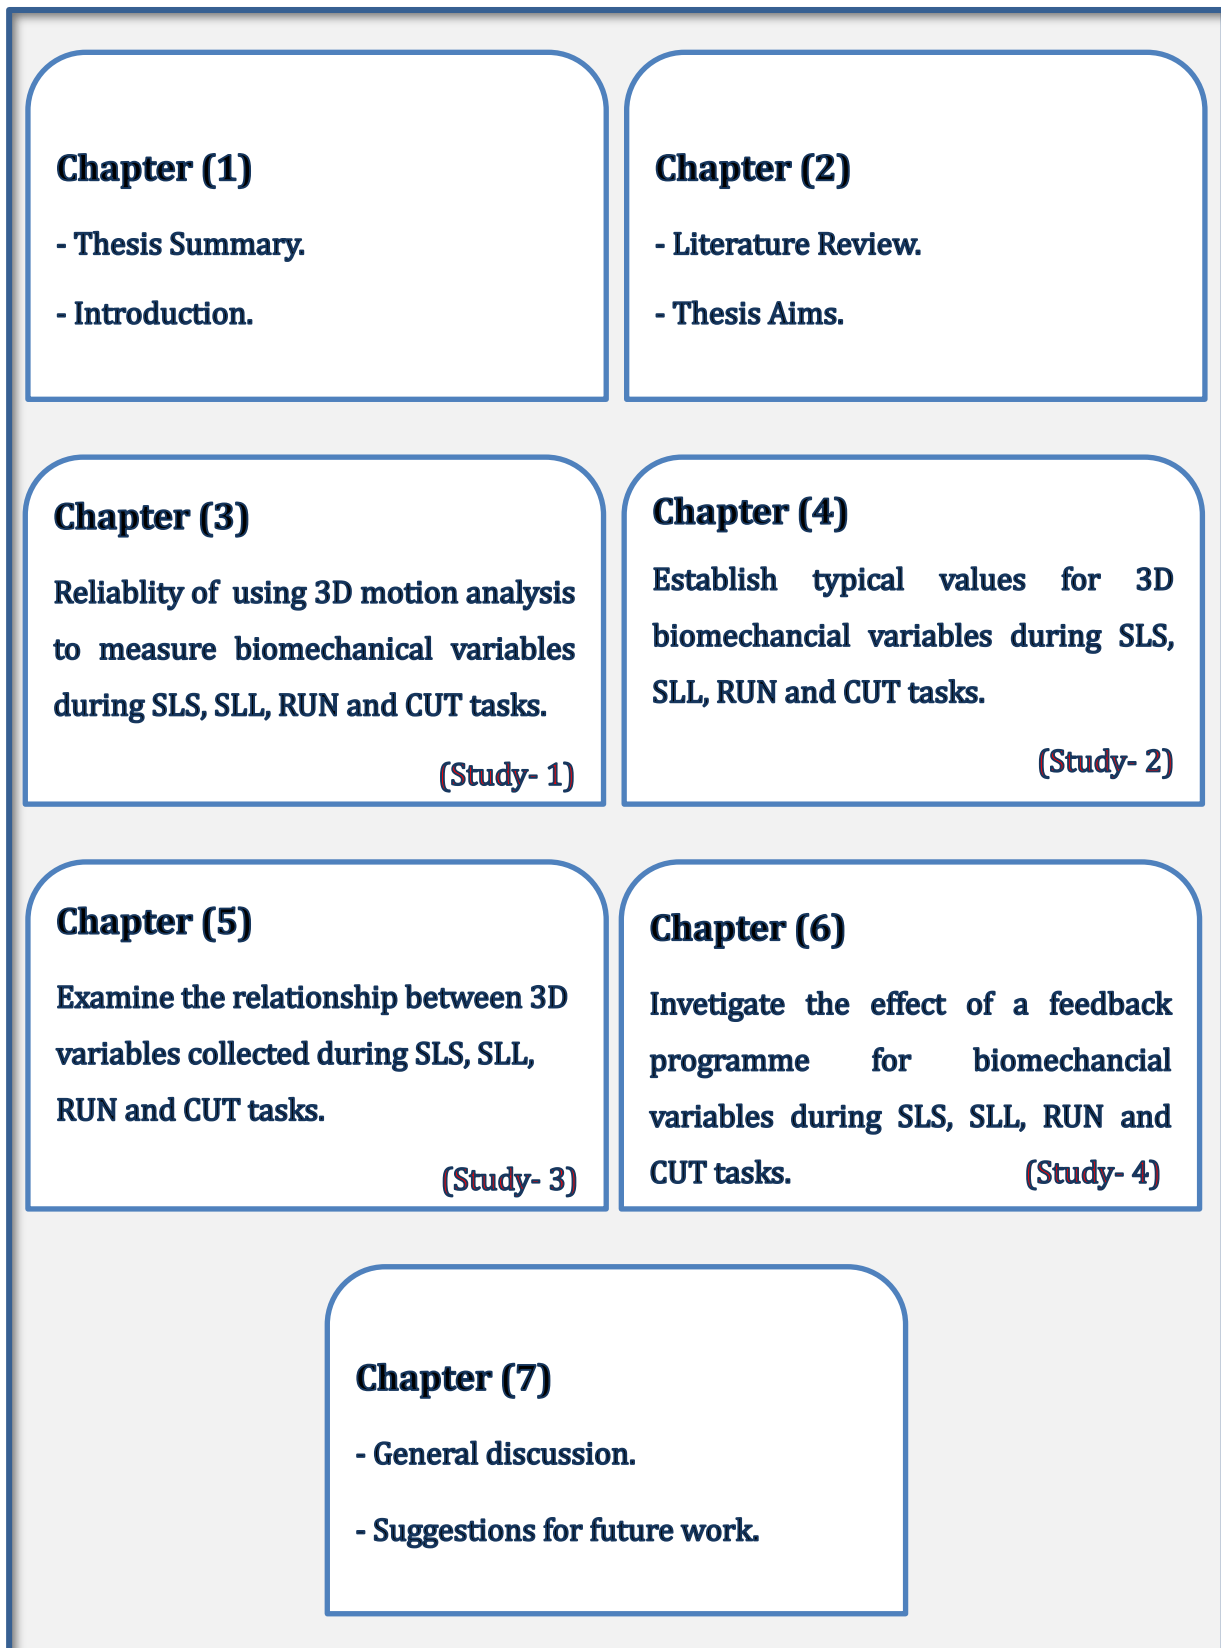 Chapter (1)
- Thesis Summary.
- Introduction.
Chapter (2)
- Literature Review.
- Thesis Aims.
Chapter (3)
Reliablity of using 3D motion analysis
to measure biomechanical variables
during SLS, SLL, RUN and CUT tasks.
(Study- 1)
Chapter (4)
Establish typical values for 3D
biomechancial variables during SLS,
SLL, RUN and CUT tasks.
(Study- 2)
Chapter (5)
Examine the relationship between 3D
variables collected during SLS, SLL,
RUN and CUT tasks.
(Study- 3)
Chapter (6)
Invetigate the effect of a feedback
programme for biomechancial
variables during SLS, SLL, RUN and
CUT tasks. (Study- 4)
Chapter (7)
- General discussion.
- Suggestions for future work.